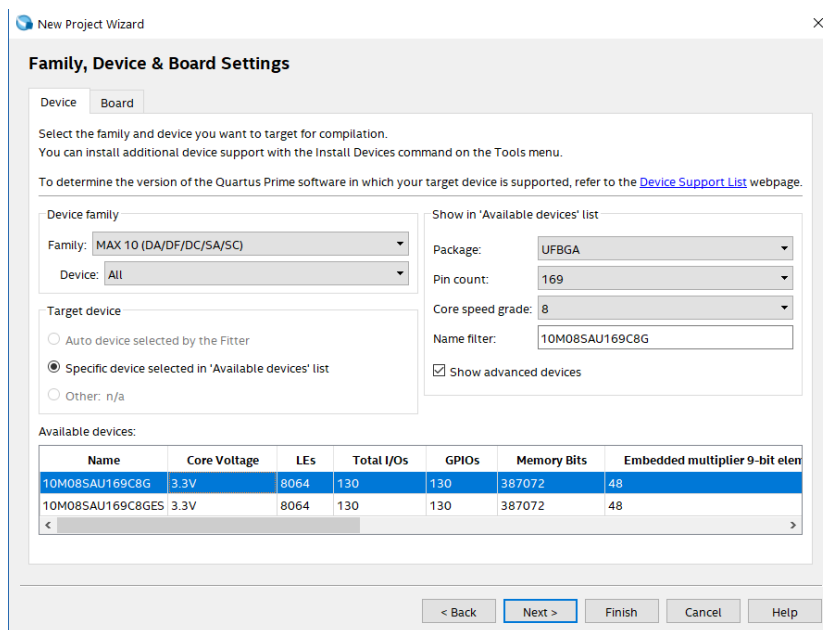 New Project Wizard
Family, Device & Board Settings
Device Board
Select the family and device you want to target for compilation.
You can install additional device support with the Install Devices command on the Tools menu.
To determine the version of the Quartus Prime software in which your target device is supported, refer to the Device Support List webpage.
Device family
Family: MAX 10 (DA/DF/DC/SA/SC)
Device: All
Target device
Auto device selected by the Fitter
Specific device selected in 'Available devices' list
Other: n/a
Show in 'Available devices' list
Package: UFBGA
Pin count: 169
Core speed grade: 8
Name filter: 10M08SAU169C8G
Show advanced devices
Available devices:
Name Core Voltage LEs Total I/Os GPIOs Memory Bits Embedded multiplier 9-bit elem
10M08SAU169C8G 3.3V 8064 130 130 387072 48
10M08SAU169C8GES 3.3V 8064 130 130 387072 48
< Back Next > Finish Cancel Help